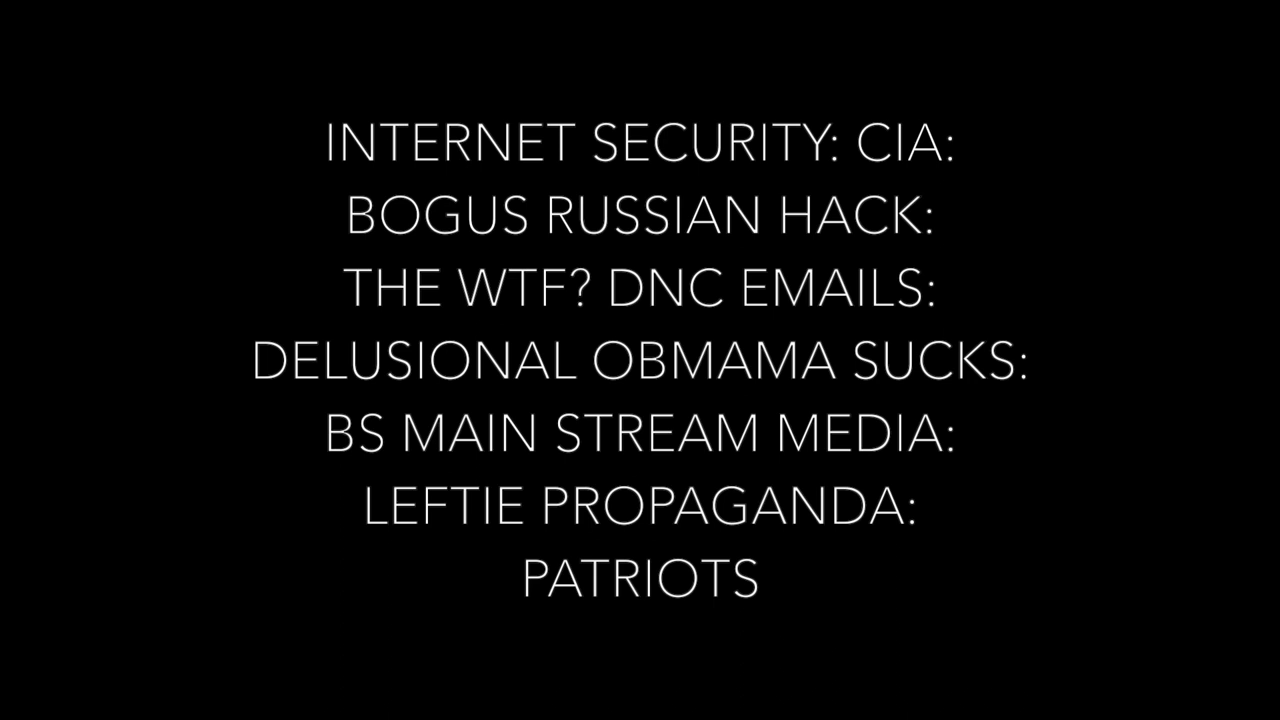 INTERNET SECURITY: CIA:
BOGUS RUSSIAN HACK:
THE WTF? DNC EMAILS:
DELUSIONAL OBMAMA SUCKS:
BS MAIN STREAM MEDIA:
LEFTIE PROPAGANDA:
PATRIOTS